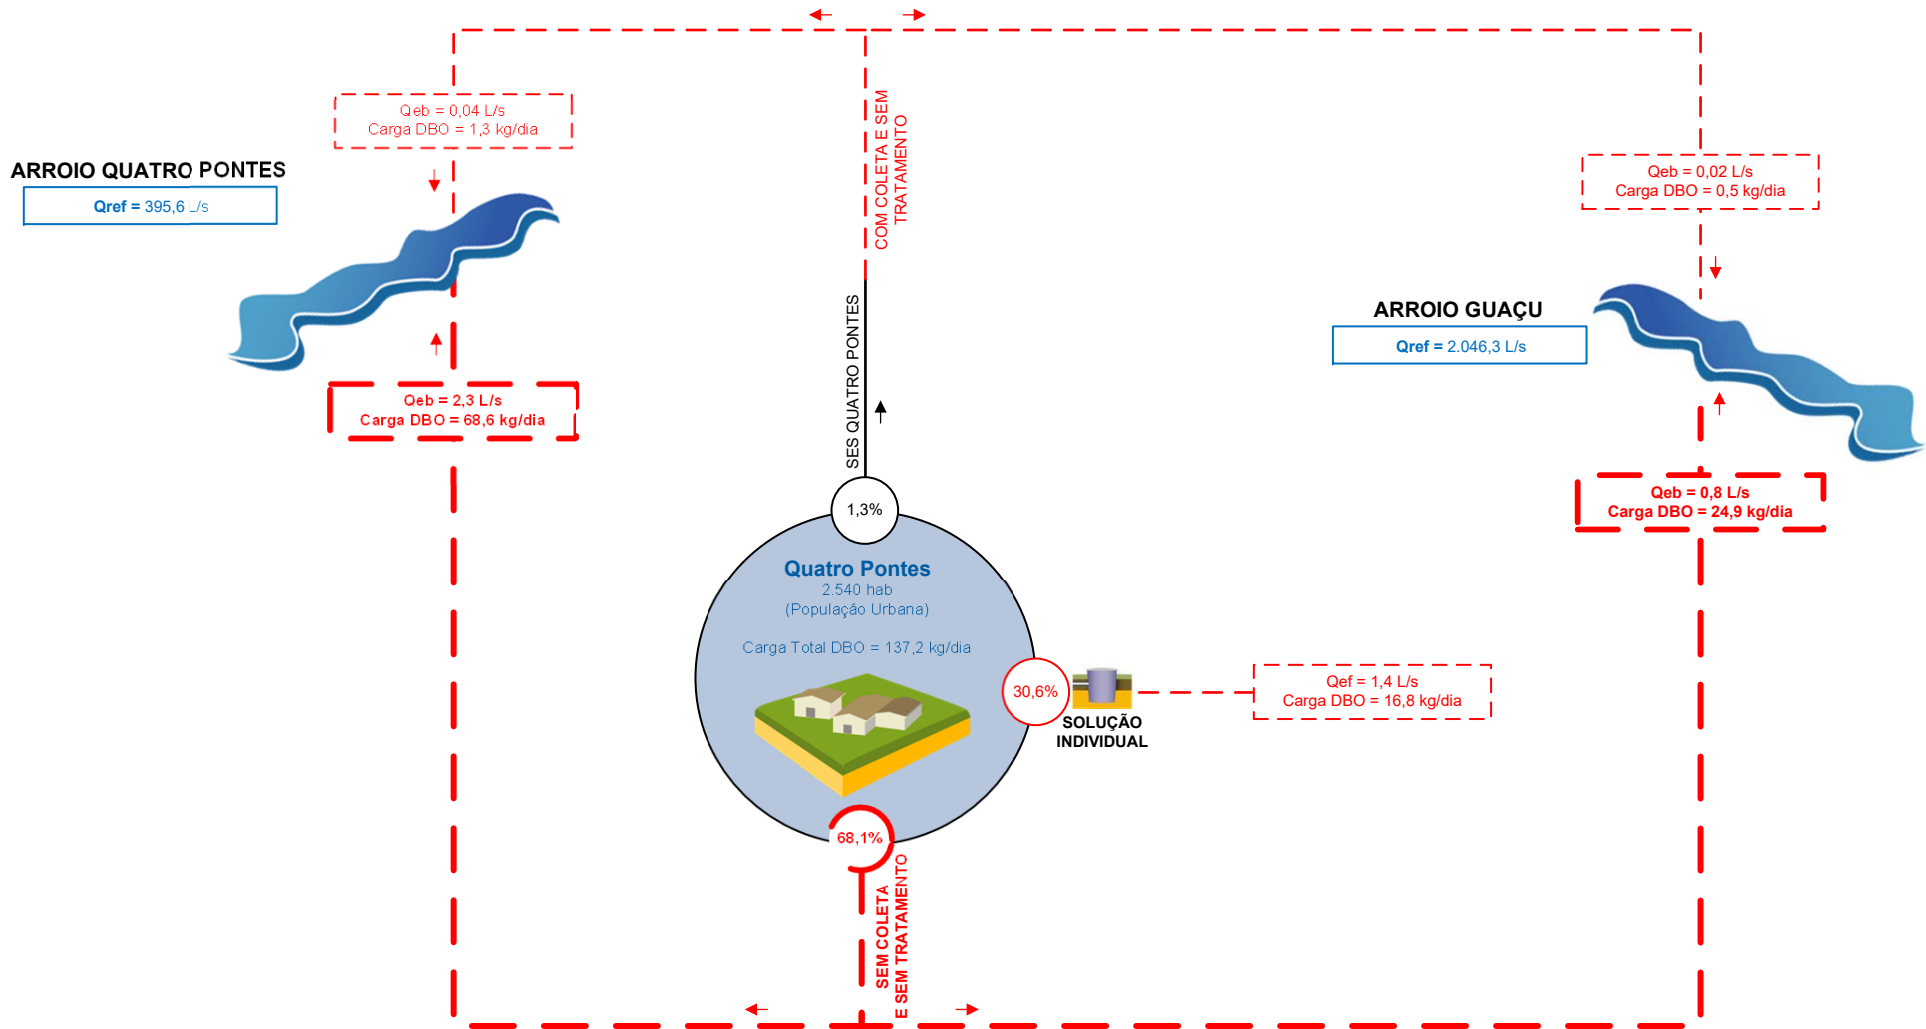 Qeb = 0,04 L/s
Carga DBO = 1,3 kg/dia
ARROIO QUATRO PONTES
Qref = 395,6 L/s
COM COLETA E SEM
TRATAMENTO
Qeb = 0,02 L/s
Carga DBO = 0,5 kg/dia
ARROIO GUAÇU
Qref = 2.046,3 L/s
SES QUATRO PONTES
Qeb = 2,3 L/s
Carga DBO = 68,6 kg/dia
Qeb = 0,8 L/s
Carga DBO = 24,9 kg/dia
1,3%
Quatro Pontes
2.540 hab
(População Urbana)
Carga Total DBO = 137,2 kg/dia
30,6%
SOLUÇÃO
INDIVIDUAL
Qef = 1,4 L/s
Carga DBO = 16,8 kg/dia
68,1%
SEM COLETA
E SEM TRATAMENTO